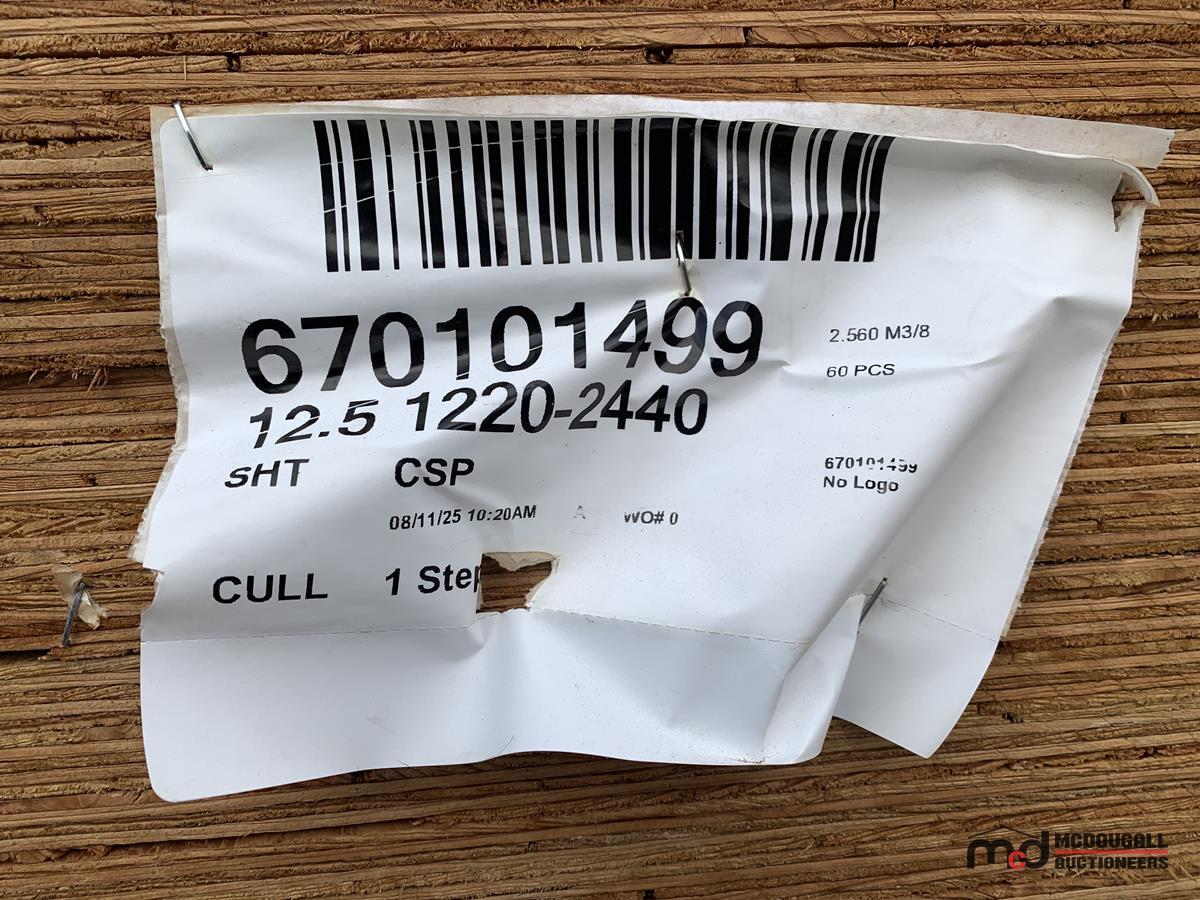 670101499
2.560 M3/8
12.5 1220-2440
60 PCS
SHT CSP
670101499
No Logo
08/11/25 10:20AM A WO# 0
CULL 1 Step
mcd MCDOUGALL
AUCTIONEERS